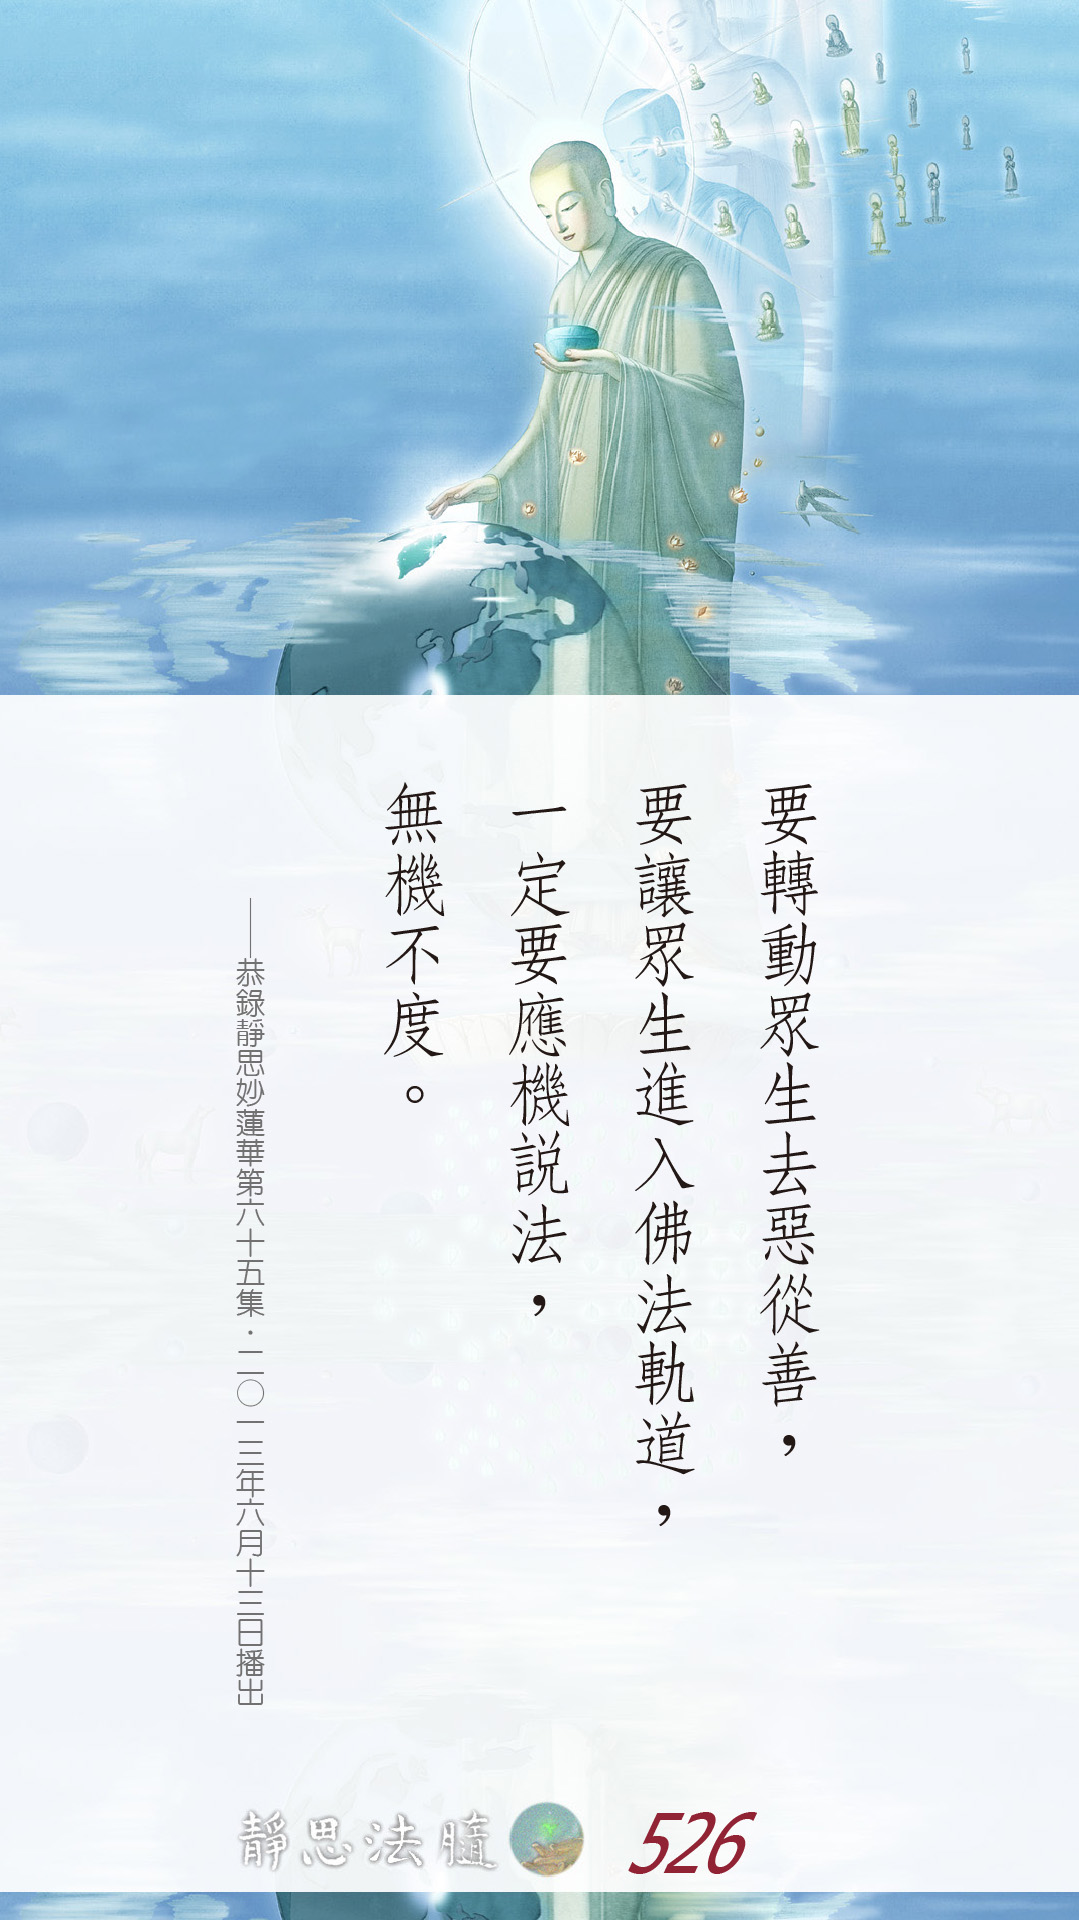 要轉動眾生去惡從善，
要讓眾生進入佛法軌道，
一定要應機説法，
無機不度。
——恭錄靜思妙蓮華第六十五集．二〇一三年六月十三日播出
靜思法髓
526